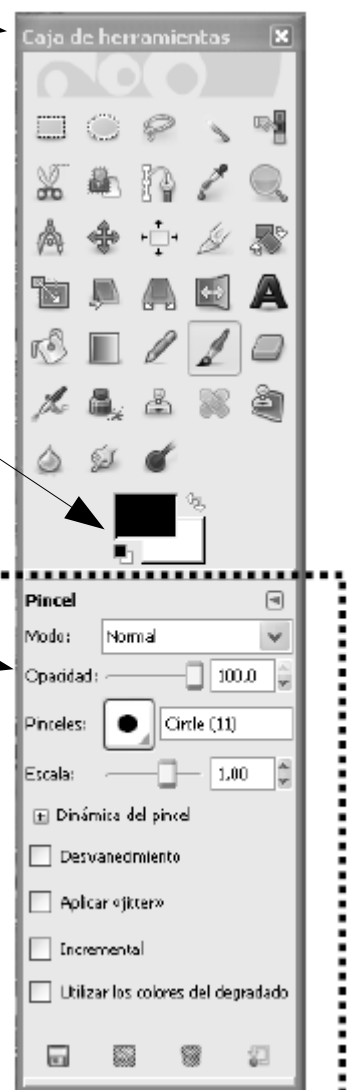 Caja de herramientas
Pincel
Modo: Normal
Opacidad: 100,0
Pinceles: Circle (11)
Escala: 1,00
Dinámica del pincel
Desvanecimiento
Aplicar «jitter»
Incremental
Utilizar los colores del degradado